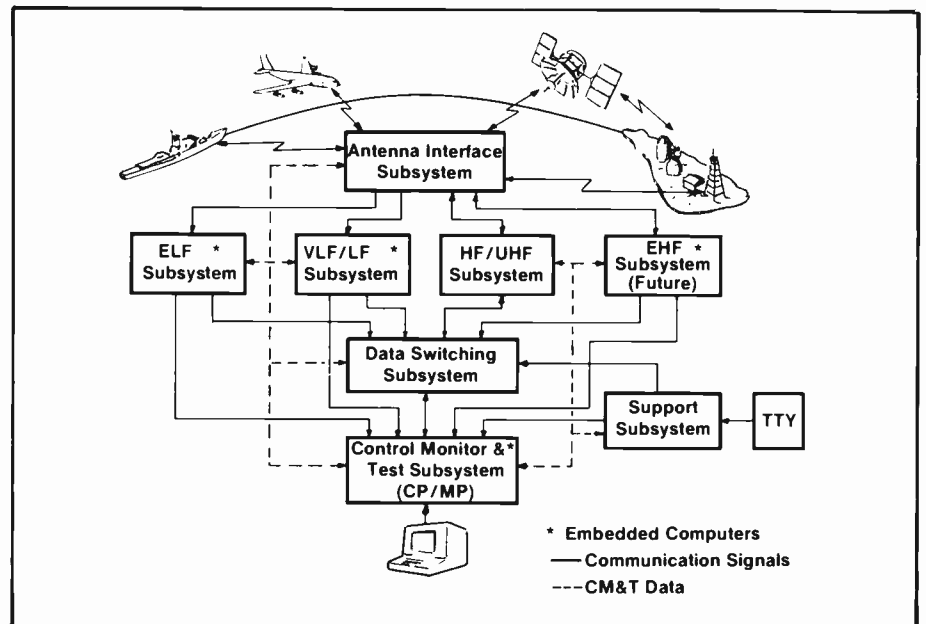 Antenna Interface
Subsystem
ELF *
Subsystem
VLF/LF *
Subsystem
HF/UHF
Subsystem
EHF *
Subsystem
(Future)
Data Switching
Subsystem
Support
Subsystem
TTY
Control Monitor &*
Test Subsystem
(CP/MP)
* Embedded Computers
Communication Signals
CM&T Data